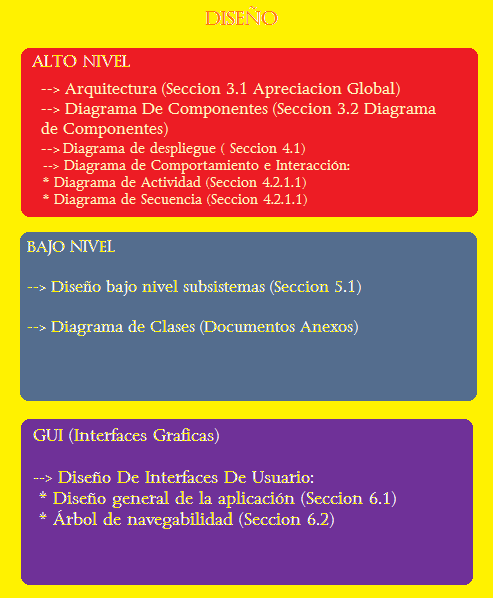 DISEÑO
ALTO NIVEL
--> Arquitectura (Seccion 3.1 Apreciacion Global)
--> Diagrama De Componentes (Seccion 3.2 Diagrama
de Componentes)
--> Diagrama de despliegue ( Seccion 4.1)
--> Diagrama de Comportamiento e Interacción:
* Diagrama de Actividad (Seccion 4.2.1.1)
* Diagrama de Secuencia (Seccion 4.2.1.1)
BAJO NIVEL
--> Diseño bajo nivel subsistemas (Seccion 5.1)
--> Diagrama de Clases (Documentos Anexos)
GUI (Interfaces Graficas)
--> Diseño De Interfaces De Usuario:
* Diseño general de la aplicación (Seccion 6.1)
* Árbol de navegabilidad (Seccion 6.2)